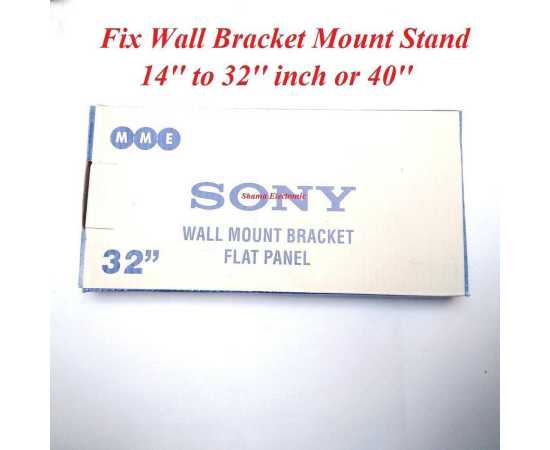 Fix Wall Bracket Mount Stand
14" to 32" inch or 40"
MME
SONY
Shama Electronic
WALL MOUNT BRACKET
32"
FLAT PANEL